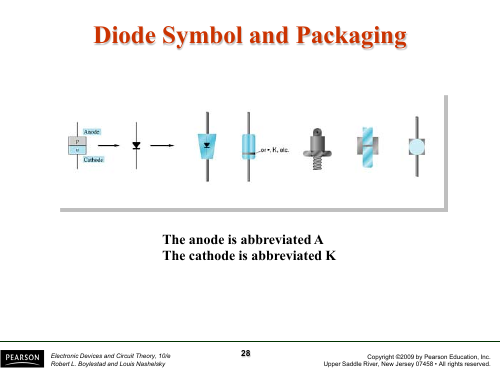 Diode Symbol and Packaging
Anode
p
n
Cathode
or •, K, etc.
The anode is abbreviated A
The cathode is abbreviated K
PEARSON
Electronic Devices and Circuit Theory, 10/e
Robert L. Boylestad and Louis Nashelsky
28
Copyright ©2009 by Pearson Education, Inc.
Upper Saddle River, New Jersey 07458 • All rights reserved.